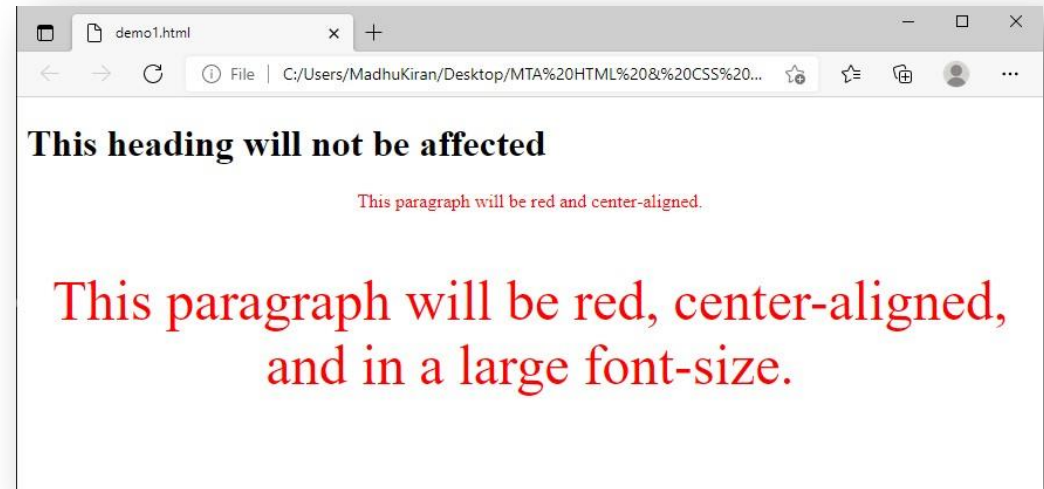 demo1.html
File | C:/Users/MadhuKiran/Desktop/MTA%20HTML%20&%20CSS%20...
This heading will not be affected
This paragraph will be red and center-aligned.
This paragraph will be red, center-aligned,
and in a large font-size.